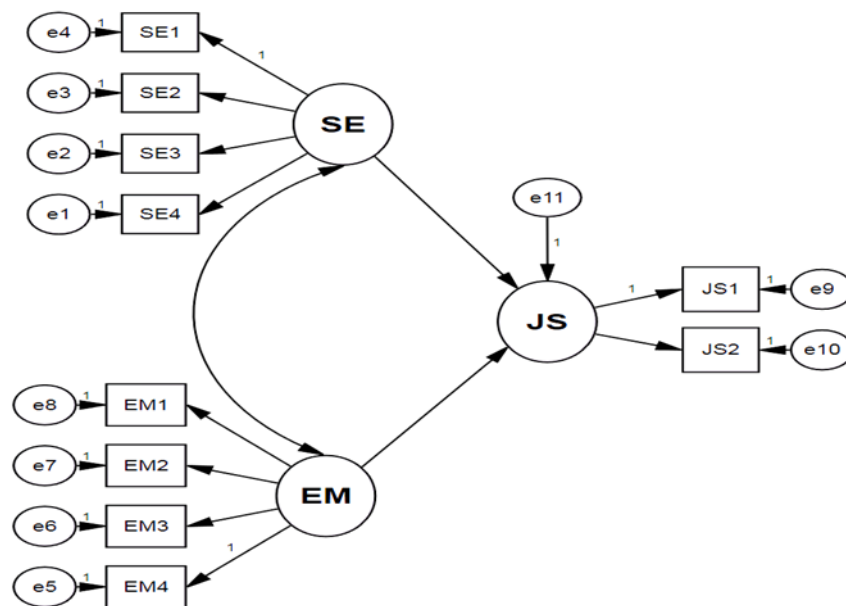 e4 1 SE1
1
e3 1 SE2
SE
e2 1 SE3
e1 1 SE4
e11
1
1 JS1 1 e9
JS
JS2 1 e10
e8 1 EM1
e7 1 EM2
EM
e6 1 EM3
1
e5 1 EM4